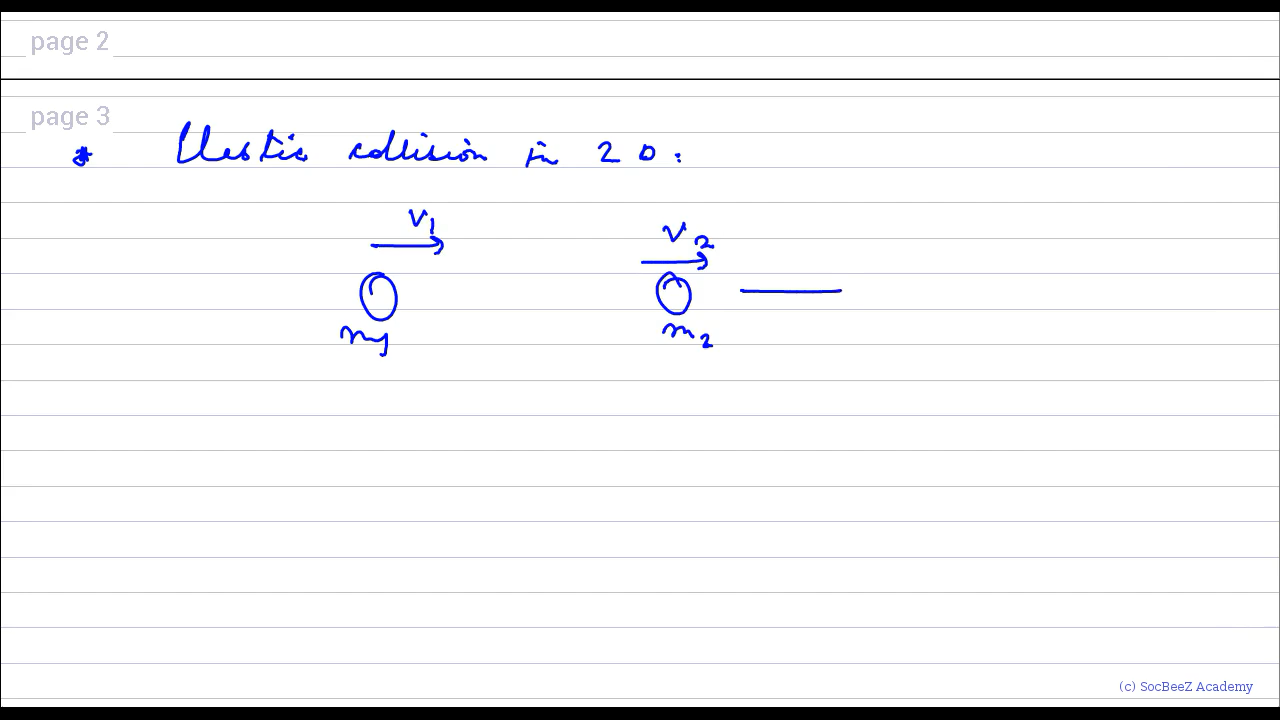 page 2
page 3
* Elastic collision in 2D.
V₁
V₂
m₁
m₂
(c) SocBeeZ Academy